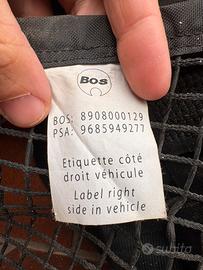 BOS
BOS: 8908000129
PSA: 9685949277
Etiquette côté
droit véhicule
Label right
side in vehicle
subito